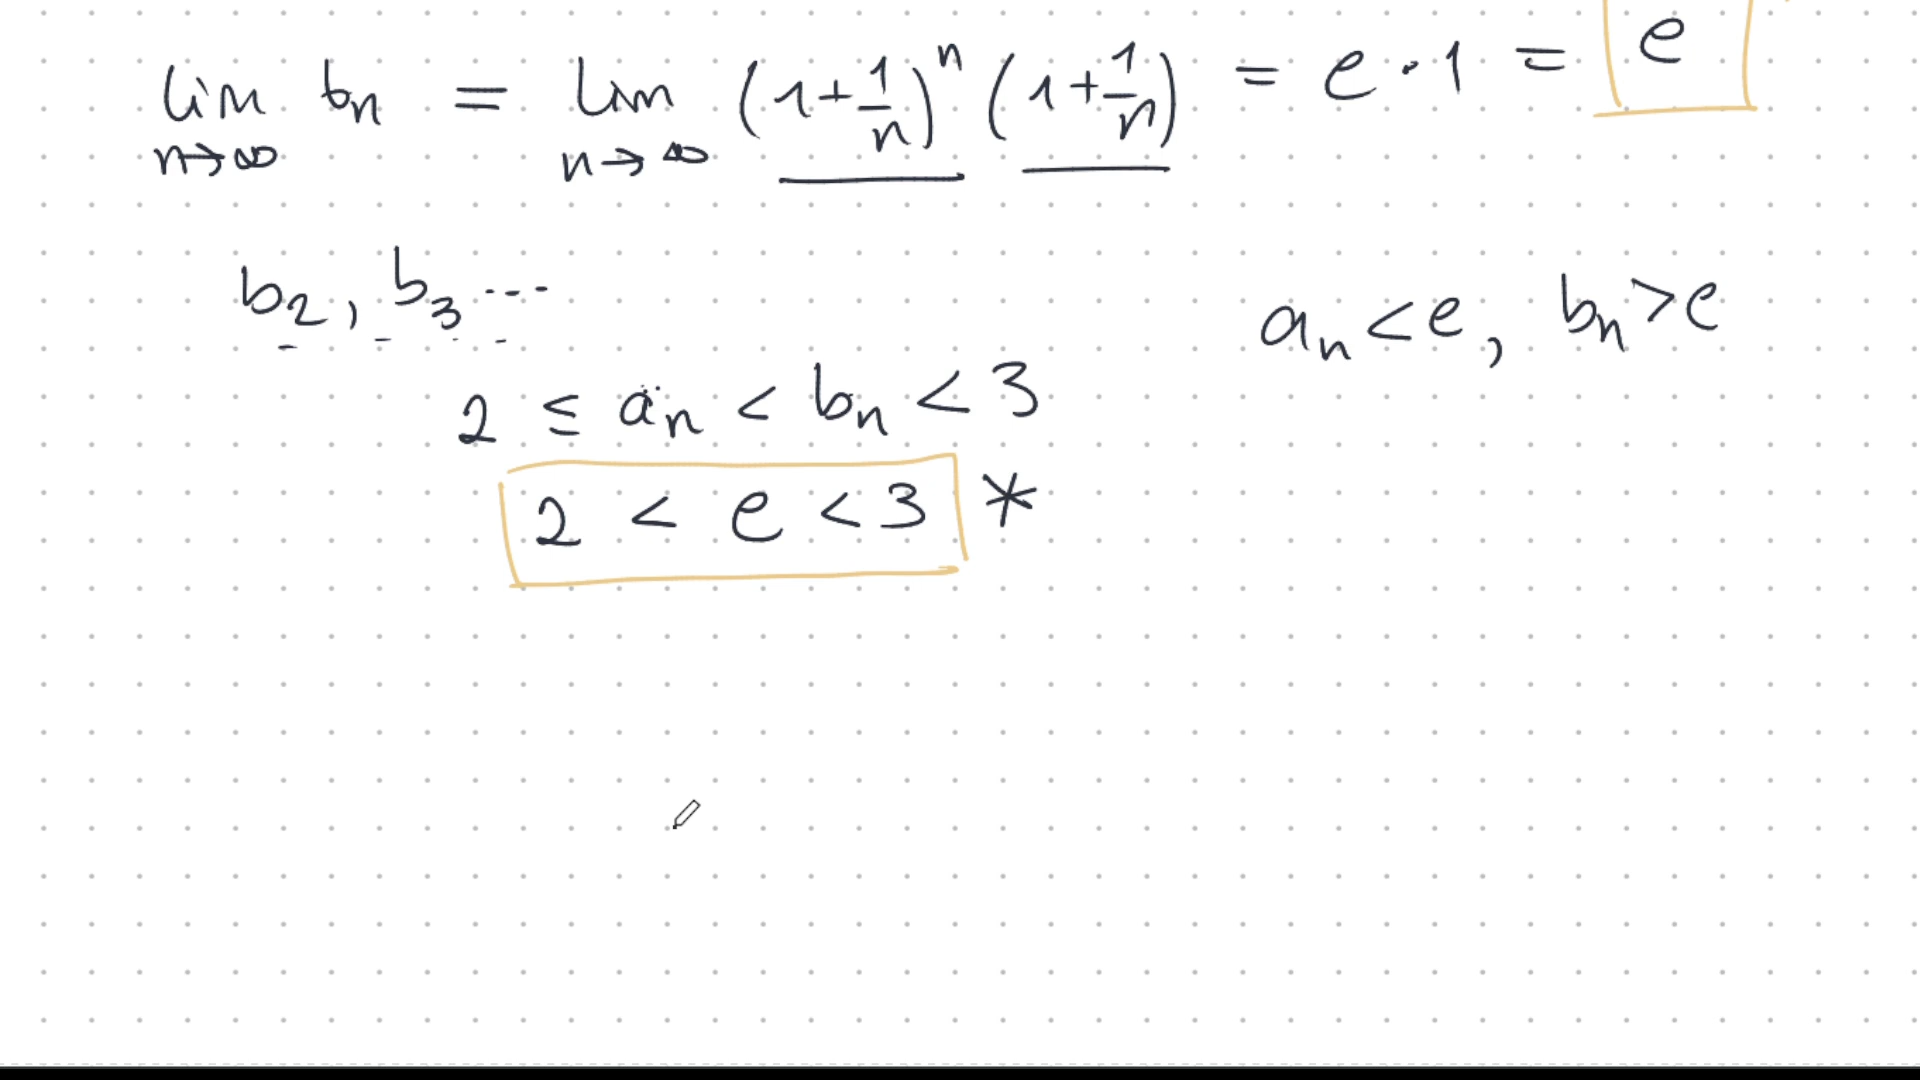 lim n→∞ bn = lim n→∞ (1+1/n)^n (1+1/n) = e·1 = e
b2, b3 ...
an < e, bn > e
2 ≤ an < bn < 3
2 < e < 3 *